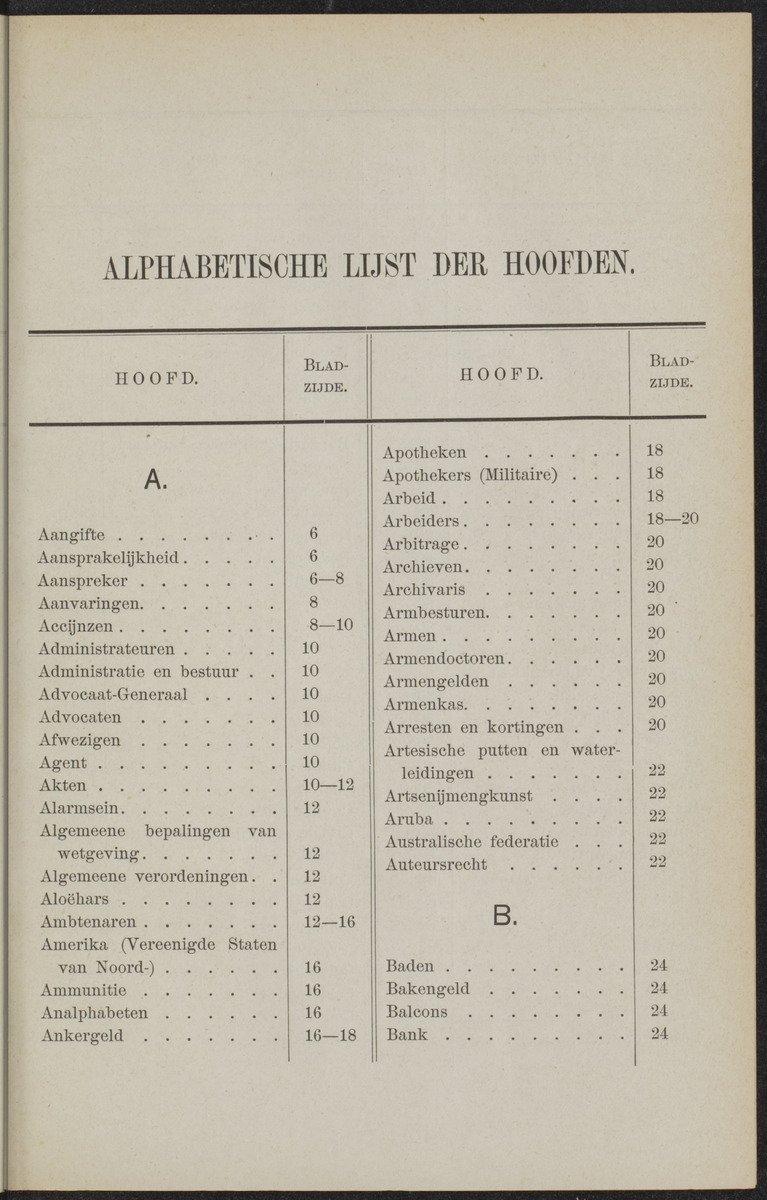 ALPHABETISCHE LIJST DER HOOFDEN.
HOOFD.
BLAD-
ZIJDE.
A.
Aangifte . . . . . . . . 6
Aansprakelijkheid . . . . . 6
Aanspreker . . . . . . . 6—8
Aanvaringen. . . . . . . 8
Accijnzen . . . . . . . . 8—10
Administrateuren . . . . . 10
Administratie en bestuur . . 10
Advocaat-Generaal . . . . 10
Advocaten . . . . . . . 10
Afwezigen . . . . . . . 10
Agent . . . . . . . . . 10
Akten . . . . . . . . . 10—12
Alarmsein. . . . . . . . 12
Algemeene bepalingen van
wetgeving. . . . . . . 12
Algemeene verordeningen. . 12
Aloëhars . . . . . . . . 12
Ambtenaren . . . . . . . 12—16
Amerika (Vereenigde Staten
van Noord-) . . . . . . 16
Ammunitie . . . . . . . 16
Analphabeten . . . . . . 16
Ankergeld . . . . . . . 16—18
HOOFD.
BLAD-
ZIJDE.
Apotheken . . . . . . . 18
Apothekers (Militaire) . . . 18
Arbeid . . . . . . . . . 18
Arbeiders . . . . . . . . 18—20
Arbitrage . . . . . . . . 20
Archieven. . . . . . . . 20
Archivaris . . . . . . . 20
Armbesturen. . . . . . . 20
Armen . . . . . . . . . 20
Armendoctoren. . . . . . 20
Armengelden . . . . . . 20
Armenkas. . . . . . . . 20
Arresten en kortingen . . . 20
Artesische putten en water-
leidingen . . . . . . . 22
Artsenijmengkunst . . . . 22
Aruba . . . . . . . . . 22
Australische federatie . . . 22
Auteursrecht . . . . . . 22
B.
Baden . . . . . . . . . 24
Bakengeld . . . . . . . 24
Balcons . . . . . . . . 24
Bank . . . . . . . . . 24